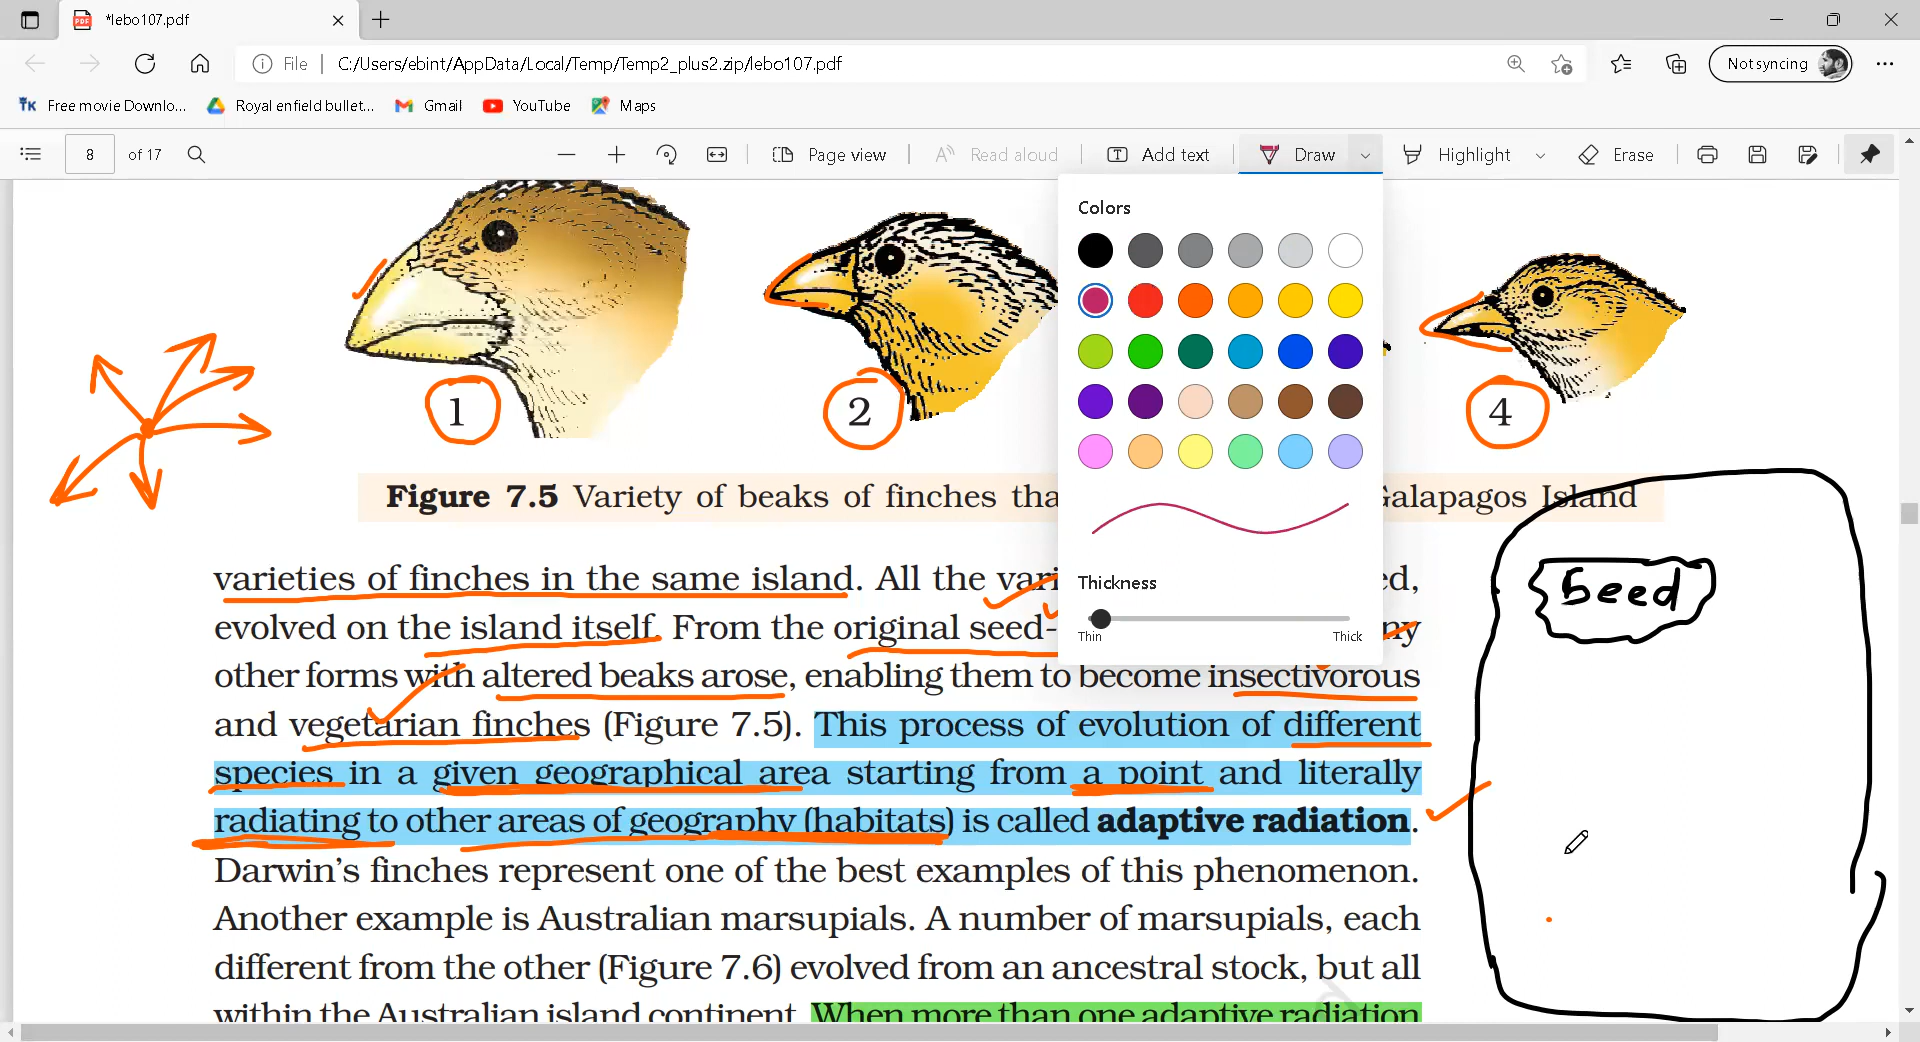 *lebo107.pdf
File
C:/Users/ebint/AppData/Local/Temp/Temp2_plus2.zip/lebo107.pdf
Not syncing
Free movie Downlo...
Royal enfield bullet...
Gmail
YouTube
Maps
8 of 17
Page view
Read aloud
Add text
Draw
Highlight
Erase
Colors
1
2
4
Figure 7.5 Variety of beaks of finches tha Galapagos Island
Thickness
Thin Thick
Seed
varieties of finches in the same island. All the vari ed,
evolved on the island itself. From the original seed- ny
other forms with altered beaks arose, enabling them to become insectivorous
and vegetarian finches (Figure 7.5). This process of evolution of different
species in a given geographical area starting from a point and literally
radiating to other areas of geography (habitats) is called adaptive radiation.
Darwin's finches represent one of the best examples of this phenomenon.
Another example is Australian marsupials. A number of marsupials, each
different from the other (Figure 7.6) evolved from an ancestral stock, but all
within the Australian island continent. When more than one adaptive radiation